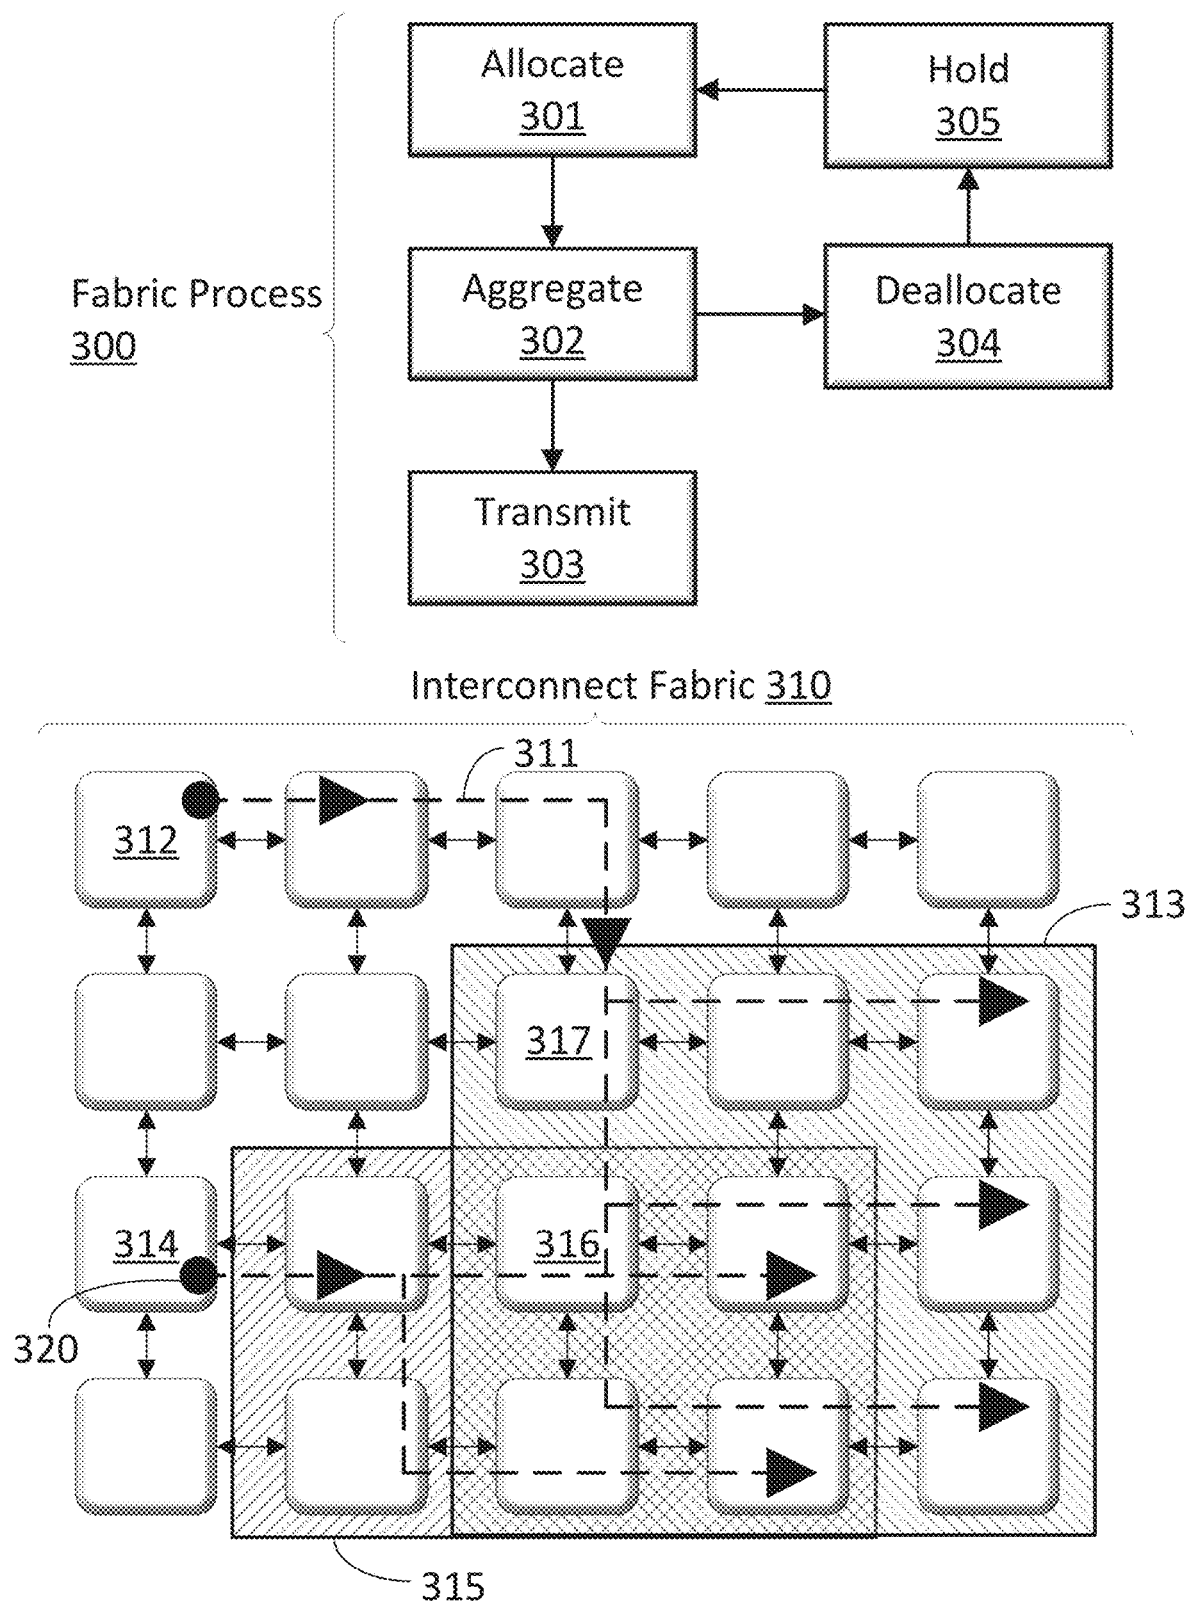 Allocate
301
Hold
305
Fabric Process
300
Aggregate
302
Deallocate
304
Transmit
303
Interconnect Fabric 310
311
312
313
317
314
316
320
315